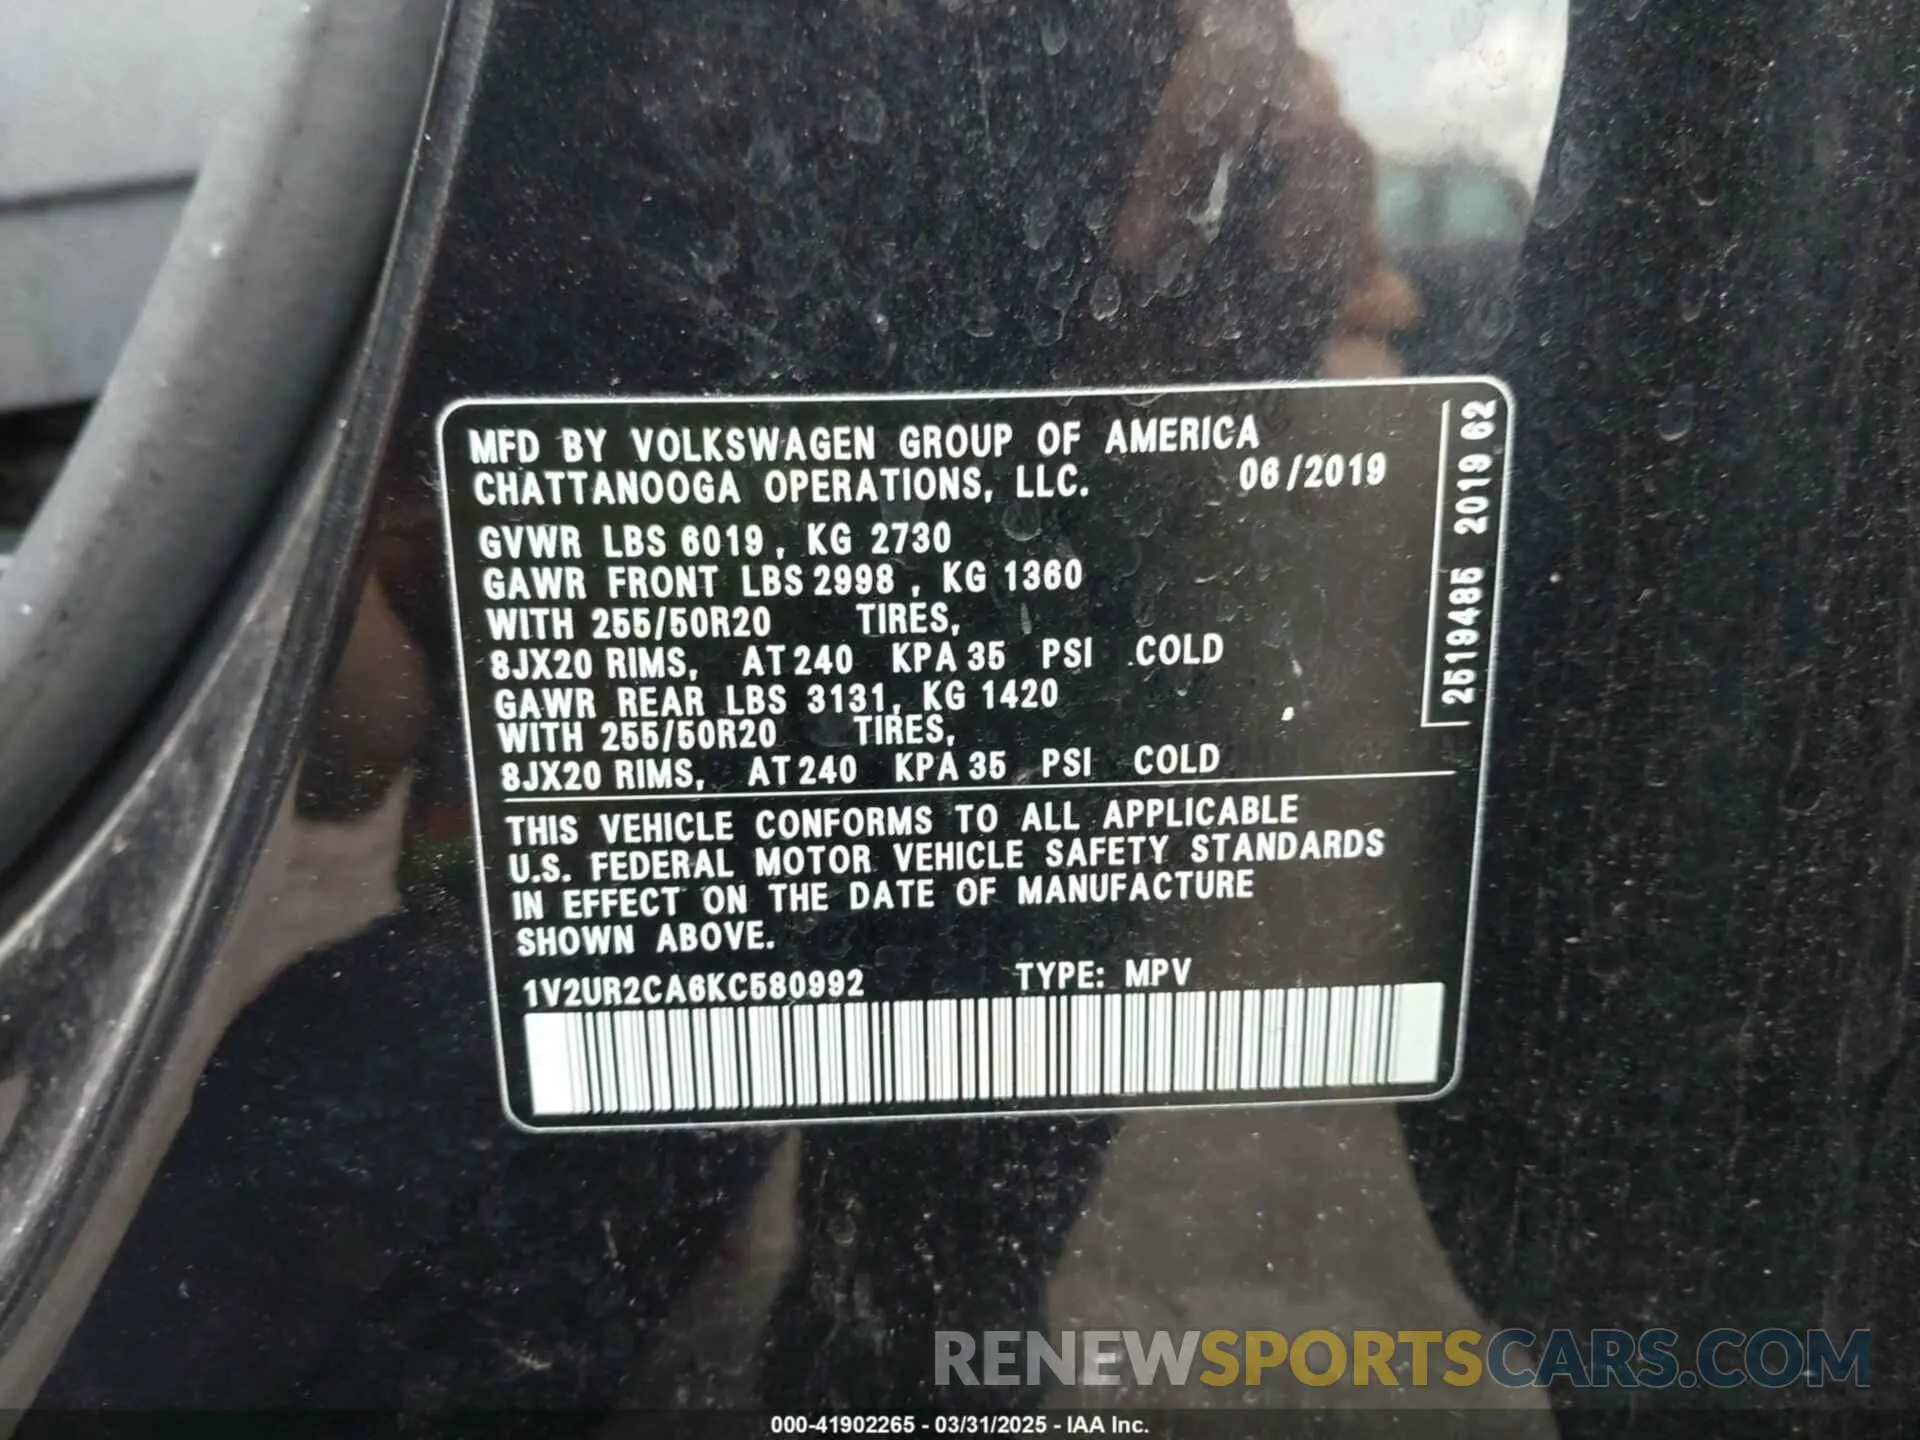 MFD BY VOLKSWAGEN GROUP OF AMERICA
CHATTANOOGA OPERATIONS, LLC. 06/2019
GVWR LBS 6019, KG 2730
GAWR FRONT LBS 2998, KG 1360
WITH 255/50R20 TIRES,
8JX20 RIMS, AT 240 KPA 35 PSI COLD
GAWR REAR LBS 3131, KG 1420
WITH 255/50R20 TIRES,
8JX20 RIMS, AT 240 KPA 35 PSI COLD
THIS VEHICLE CONFORMS TO ALL APPLICABLE
U.S. FEDERAL MOTOR VEHICLE SAFETY STANDARDS
IN EFFECT ON THE DATE OF MANUFACTURE
SHOWN ABOVE.
1V2UR2CA6KC580992 TYPE: MPV
2519485 2019 62
RENEWSPORTSCARS.COM
000-41902265 - 03/31/2025 - IAA Inc.